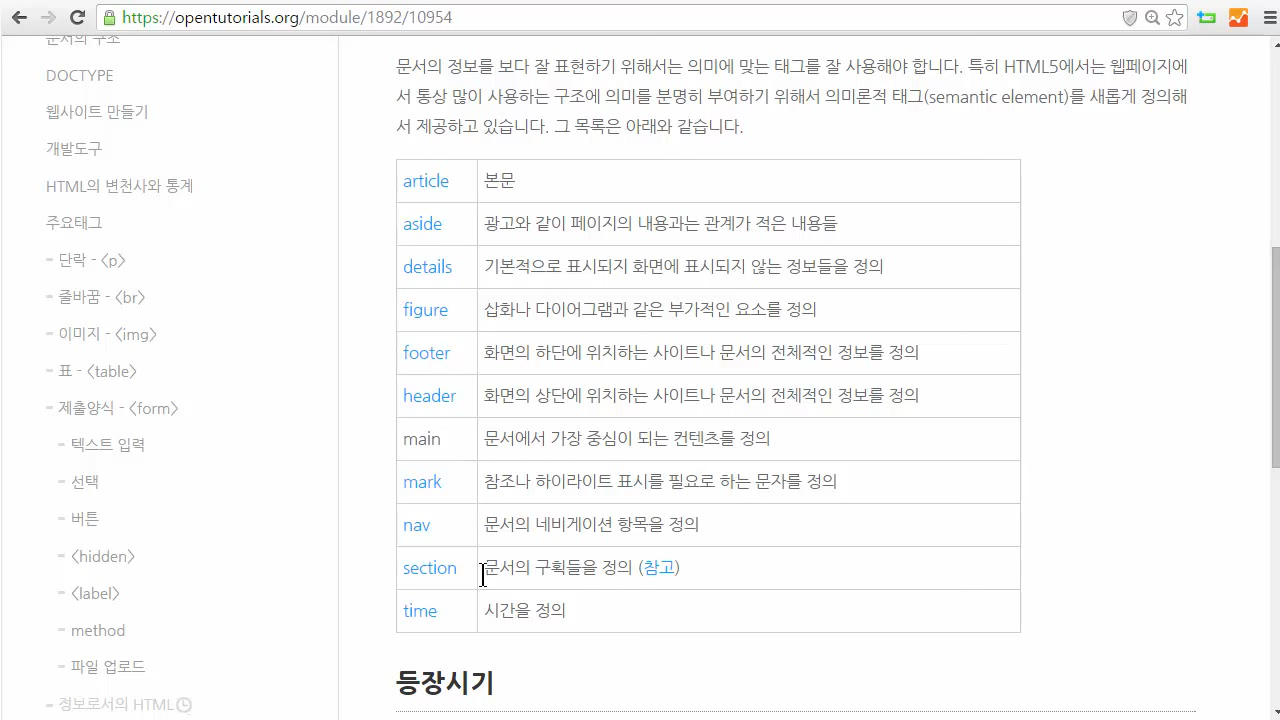 https://opentutorials.org/module/1892/10954
문서의 구조
DOCTYPE
웹사이트 만들기
개발도구
HTML의 변천사와 통계
주요태그
단락 - <p>
줄바꿈 - <br>
이미지 - <img>
표 - <table>
제출양식 - <form>
텍스트 입력
선택
버튼
<hidden>
<label>
method
파일 업로드
정보로서의 HTML
문서의 정보를 보다 잘 표현하기 위해서는 의미에 맞는 태그를 잘 사용해야 합니다. 특히 HTML5에서는 웹페이지에
서 통상 많이 사용하는 구조에 의미를 분명히 부여하기 위해서 의미론적 태그(semantic element)를 새롭게 정의해
서 제공하고 있습니다. 그 목록은 아래와 같습니다.
article 본문
aside 광고와 같이 페이지의 내용과는 관계가 적은 내용들
details 기본적으로 표시되지 화면에 표시되지 않는 정보들을 정의
figure 삽화나 다이어그램과 같은 부가적인 요소를 정의
footer 화면의 하단에 위치하는 사이트나 문서의 전체적인 정보를 정의
header 화면의 상단에 위치하는 사이트나 문서의 전체적인 정보를 정의
main 문서에서 가장 중심이 되는 컨텐츠를 정의
mark 참조나 하이라이트 표시를 필요로 하는 문자를 정의
nav 문서의 네비게이션 항목을 정의
section 문서의 구획들을 정의 (참고)
time 시간을 정의
등장시기